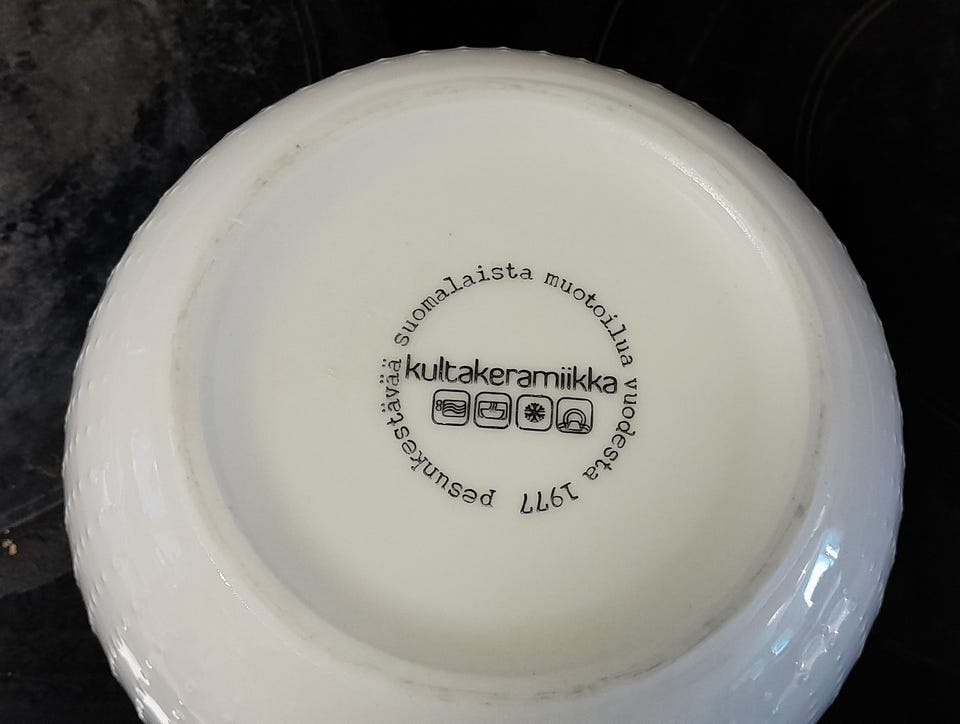 pesunkestävää suomalaista muotoilua vuodesta 1977
kultakeramiikka